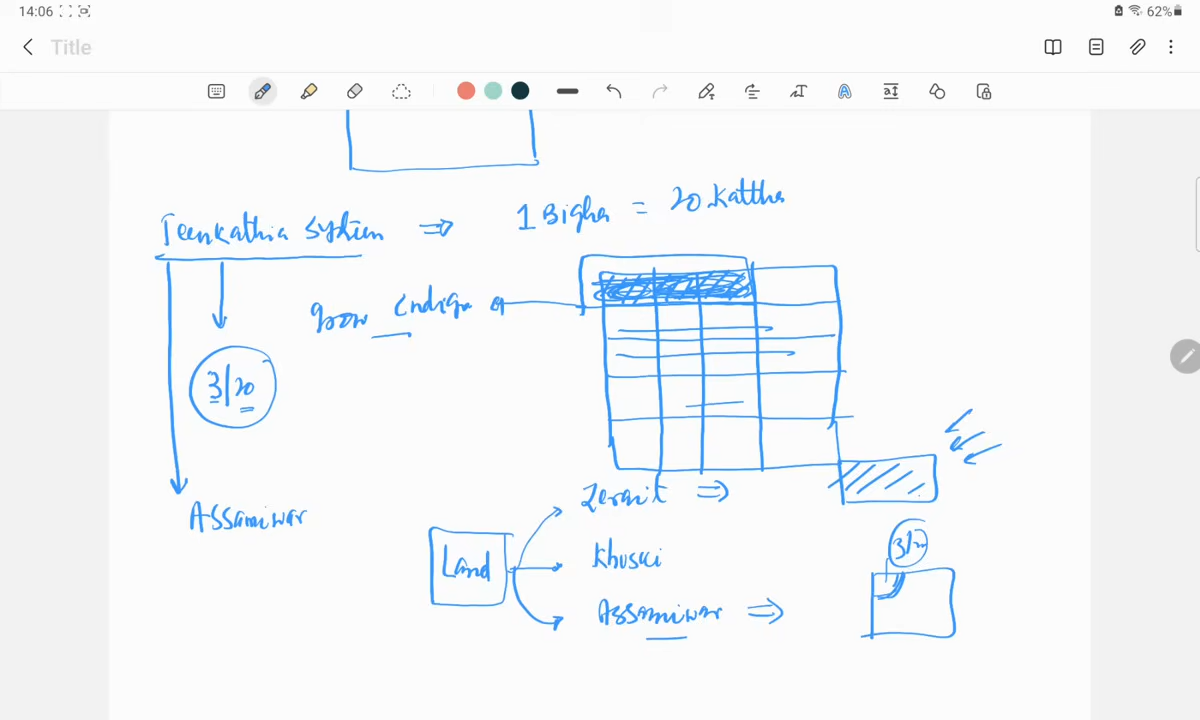 14:06 62%
Title
Teenkathia System ⇒ 1 Bigha = 20 Kattha
grow Indigo
3/20
Assamiwar
Zerait ⇒
Land
Khuski
3/20
Assamiwar ⇒